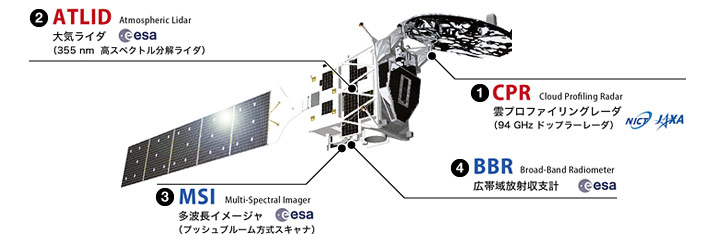 ❷ ATLID Atmospheric Lidar
大気ライダ esa
(355 nm 高スペクトル分解ライダ)
❶ CPR Cloud Profiling Radar
雲プロファイリングレーダ
(94 GHz ドップラーレーダ) NICT JAXA
❹ BBR Broad-Band Radiometer
広帯域放射収支計 esa
❸ MSI Multi-Spectral Imager
多波長イメージャ esa
(プッシュブルーム方式スキャナ)